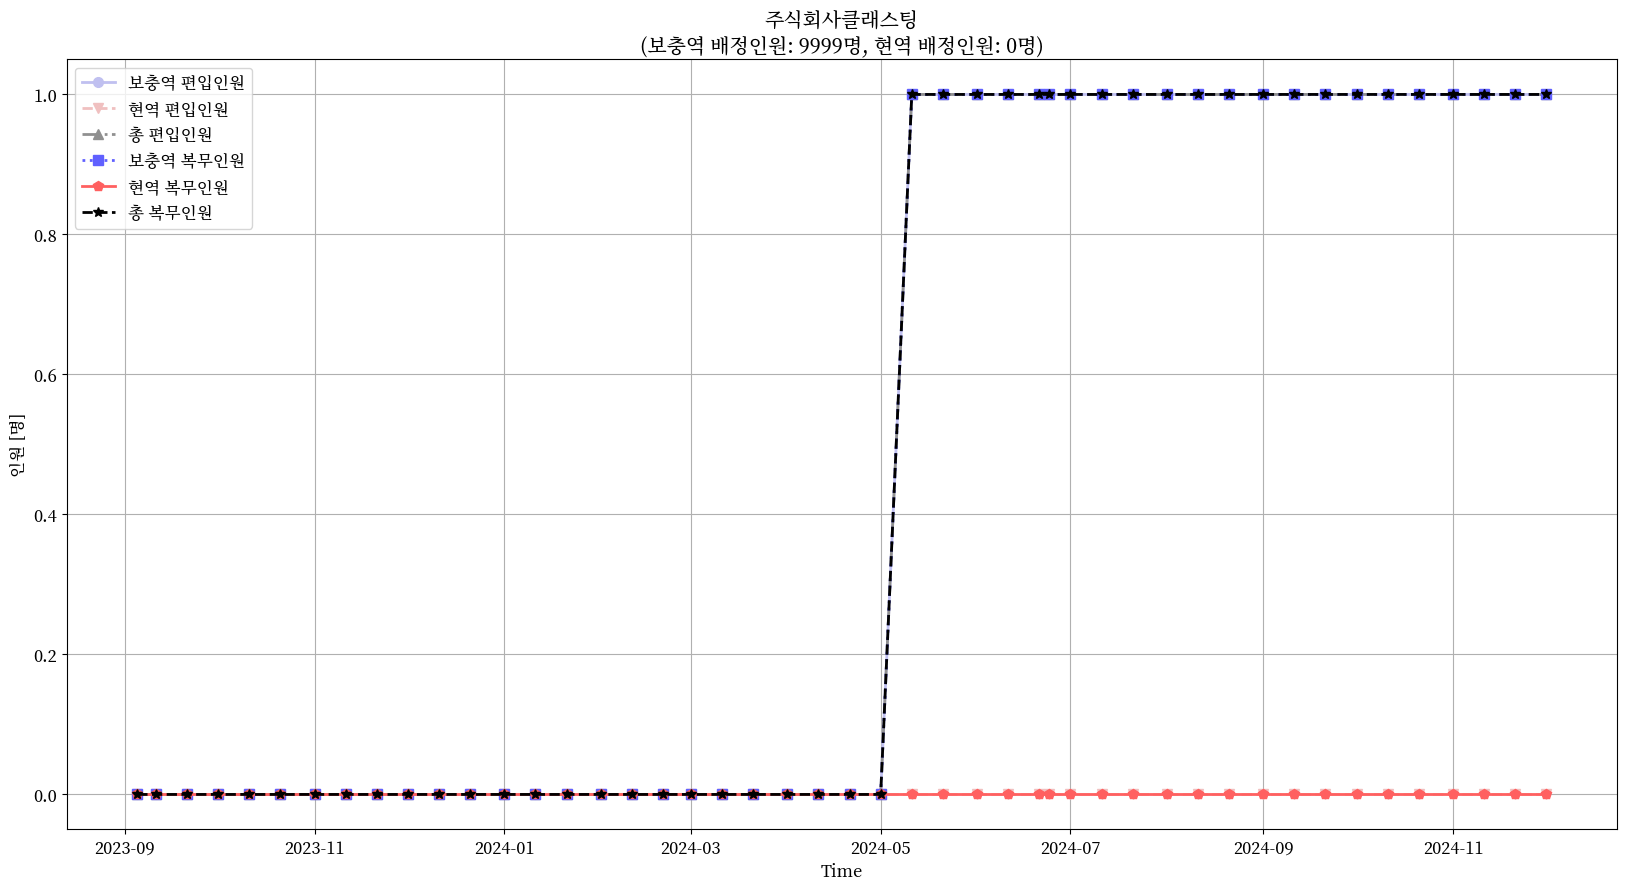 주식회사클래스팅
(보충역 배정인원: 9999명, 현역 배정인원: 0명)
보충역 편입인원
현역 편입인원
총 편입인원
보충역 복무인원
현역 복무인원
총 복무인원
1.0
0.8
0.6
0.4
0.2
0.0
인원 [명]
2023-09
2023-11
2024-01
2024-03
2024-05
2024-07
2024-09
2024-11
Time